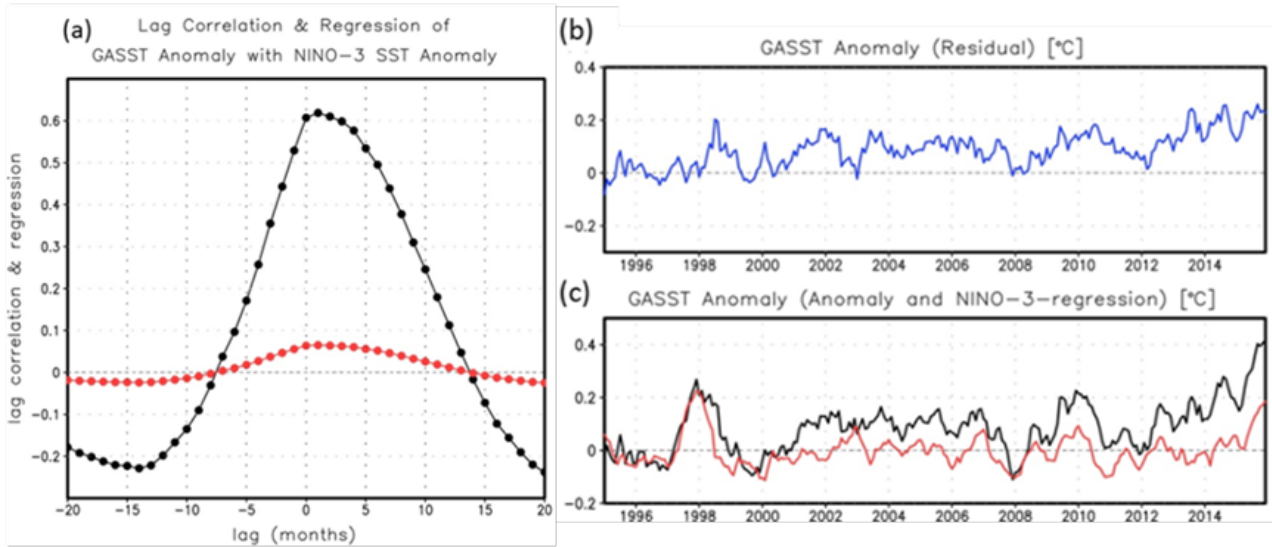 (a)
Lag Correlation & Regression of
GASST Anomaly with NINO-3 SST Anomaly
lag correlation & regression
0.6
0.5
0.4
0.3
0.2
0.1
0
-0.1
-0.2
-20 -15 -10 -5 0 5 10 15 20
lag (months)
(b)
GASST Anomaly (Residual) [°C]
0.4
0.2
0
-0.2
1996 1998 2000 2002 2004 2006 2008 2010 2012 2014
(c)
GASST Anomaly (Anomaly and NINO-3-regression) [°C]
0.4
0.2
0
-0.2
1996 1998 2000 2002 2004 2006 2008 2010 2012 2014